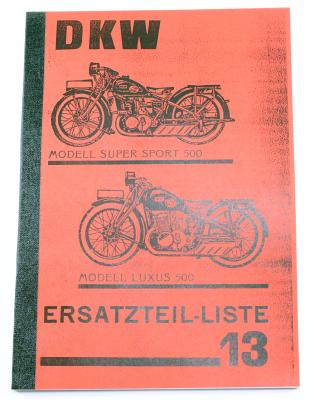 DKW
MODELL SUPER SPORT 500
MODELL LUXUS 500
ERSATZTEIL-LISTE
13